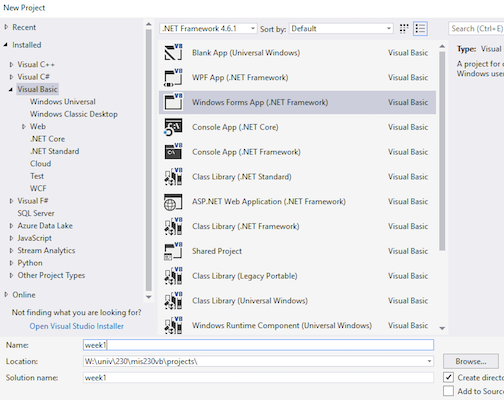 New Project
Recent
Installed
Visual C++
Visual C#
Visual Basic
Windows Universal
Windows Classic Desktop
Web
.NET Core
.NET Standard
Cloud
Test
WCF
Visual F#
SQL Server
Azure Data Lake
JavaScript
Stream Analytics
Python
Other Project Types
Online
Not finding what you are looking for?
Open Visual Studio Installer
.NET Framework 4.6.1 Sort by: Default
Search (Ctrl+E)
Blank App (Universal Windows) Visual Basic
WPF App (.NET Framework) Visual Basic
Windows Forms App (.NET Framework) Visual Basic
Console App (.NET Core) Visual Basic
Console App (.NET Framework) Visual Basic
Class Library (.NET Standard) Visual Basic
ASP.NET Web Application (.NET Framework) Visual Basic
Class Library (.NET Framework) Visual Basic
Shared Project Visual Basic
Class Library (Legacy Portable) Visual Basic
Class Library (Universal Windows) Visual Basic
Windows Runtime Component (Universal Windows) Visual Basic
Type: Visual
A project for c
Windows user
Name: week1
Location: W:\univ\230\mis230vb\projects\
Solution name: week1
Browse...
Create directo
Add to Source